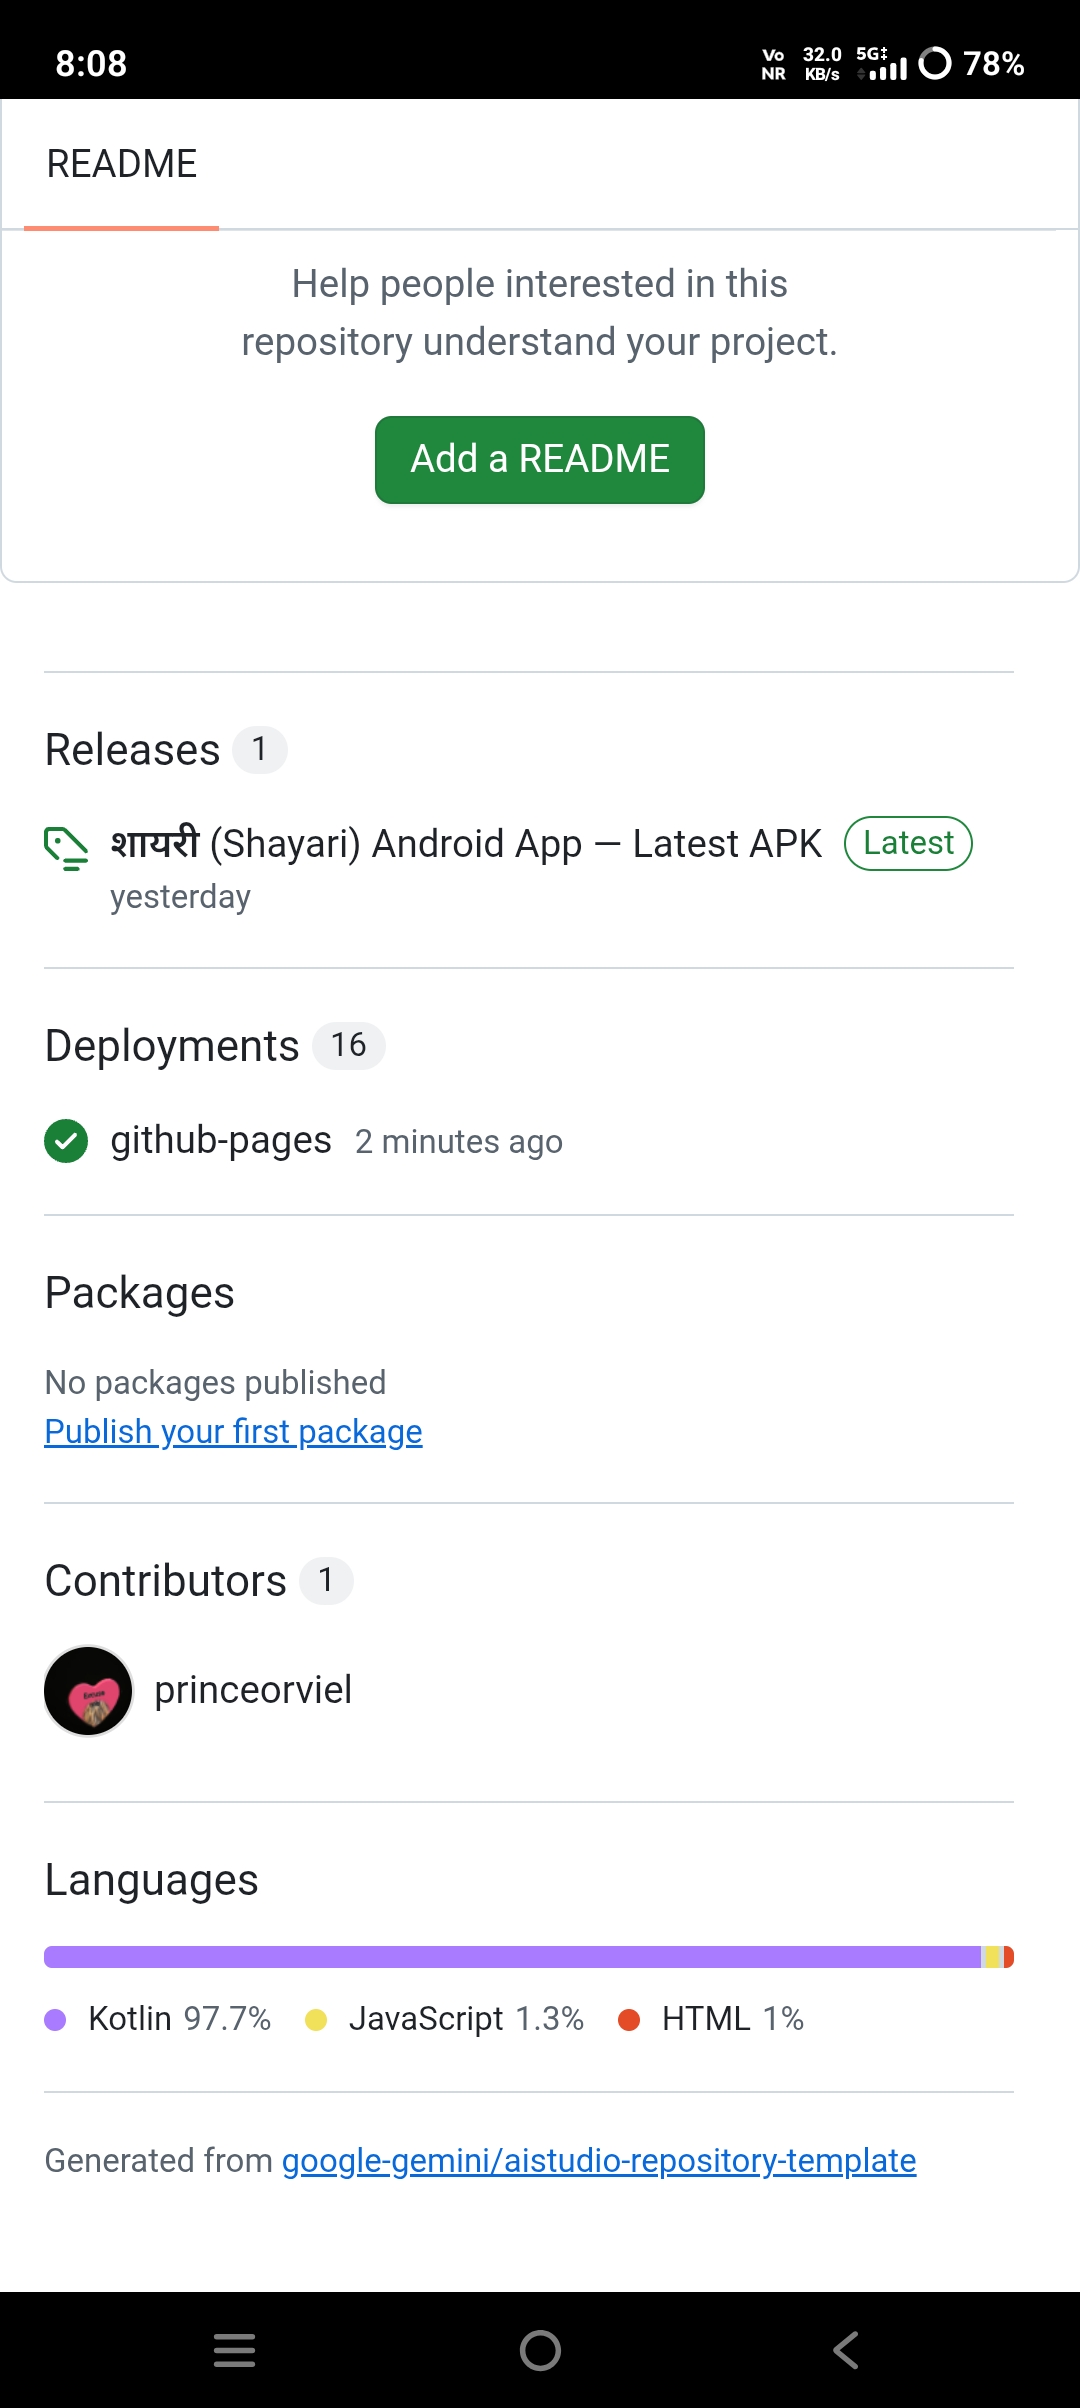 8:08
Vo NR 32.0 KB/s 5G 78%
README
Help people interested in this
repository understand your project.
Add a README
Releases 1
शायरी (Shayari) Android App — Latest APK Latest
yesterday
Deployments 16
github-pages 2 minutes ago
Packages
No packages published
Publish your first package
Contributors 1
princeorviel
Languages
Kotlin 97.7% JavaScript 1.3% HTML 1%
Generated from google-gemini/aistudio-repository-template